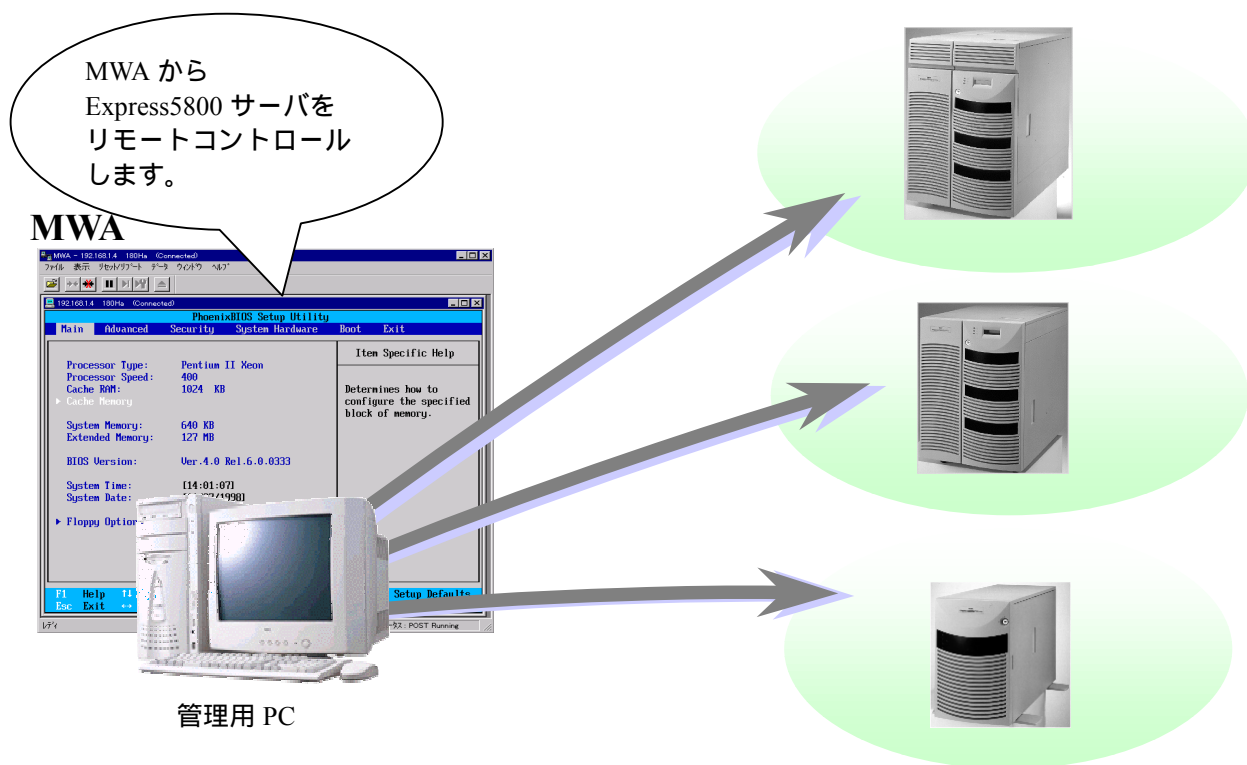 MWA から
Express5800 サーバを
リモートコントロール
します。
MWA
MWA - 192.168.1.4 180Ha (Connected)
ファイル 表示 リセット/リブート データ ウィンドウ ヘルプ
192.168.1.4 180Ha (Connected)
PhoenixBIOS Setup Utility
Main Advanced Security System Hardware Boot Exit
Item Specific Help
Processor Type: Pentium II Xeon
Processor Speed: 400
Cache RAM: 1024 KB
Cache Memory
Determines how to
configure the specified
block of memory.
System Memory: 640 KB
Extended Memory: 127 MB
BIOS Version: Ver.4.0 Rel.6.0.0333
System Time: [14:01:07]
System Date: /1998]
Floppy Option
F1 Help ↑↓
Setup Defaults
Esc Exit ↔
レディ
POST Running
管理用 PC